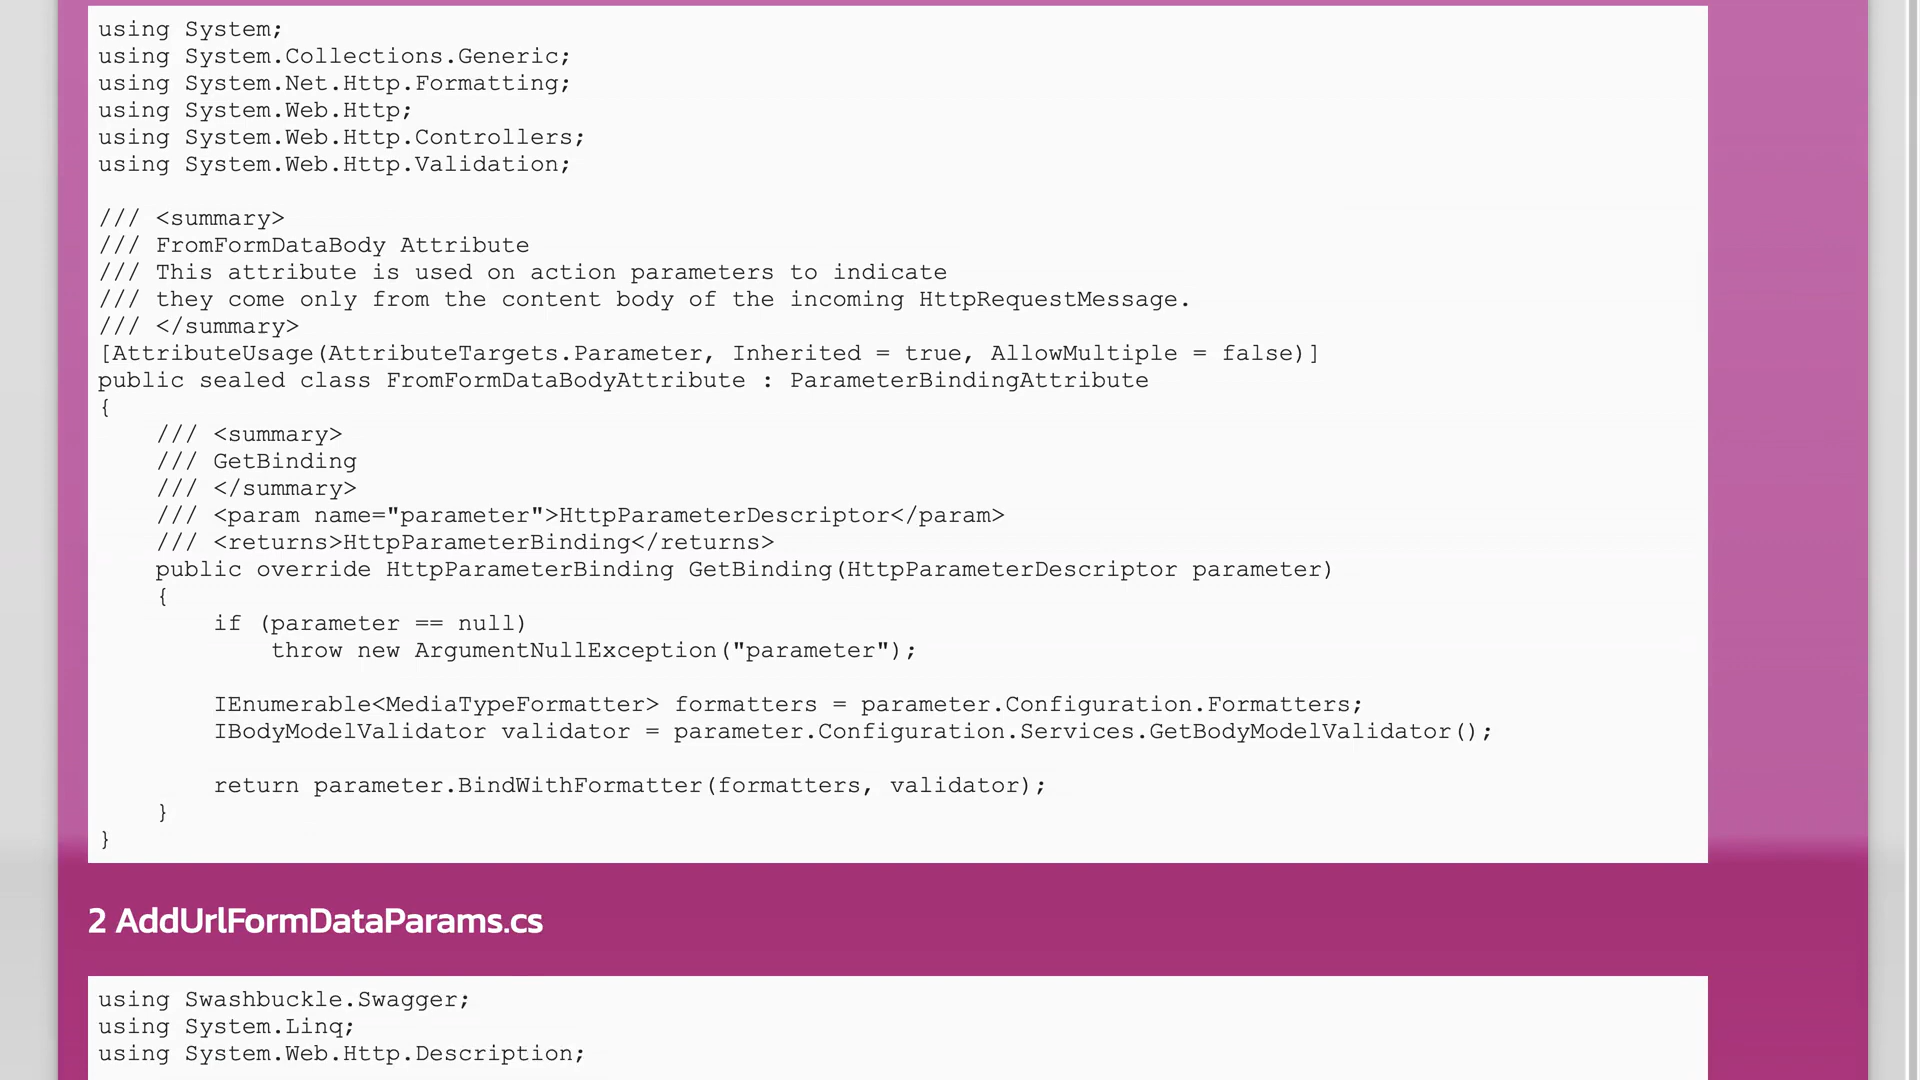 using System;
using System.Collections.Generic;
using System.Net.Http.Formatting;
using System.Web.Http;
using System.Web.Http.Controllers;
using System.Web.Http.Validation;

/// <summary>
/// FromFormDataBody Attribute
/// This attribute is used on action parameters to indicate
/// they come only from the content body of the incoming HttpRequestMessage.
/// </summary>
[AttributeUsage(AttributeTargets.Parameter, Inherited = true, AllowMultiple = false)]
public sealed class FromFormDataBodyAttribute : ParameterBindingAttribute
{
    /// <summary>
    /// GetBinding
    /// </summary>
    /// <param name="parameter">HttpParameterDescriptor</param>
    /// <returns>HttpParameterBinding</returns>
    public override HttpParameterBinding GetBinding(HttpParameterDescriptor parameter)
    {
        if (parameter == null)
            throw new ArgumentNullException("parameter");

        IEnumerable<MediaTypeFormatter> formatters = parameter.Configuration.Formatters;
        IBodyModelValidator validator = parameter.Configuration.Services.GetBodyModelValidator();

        return parameter.BindWithFormatter(formatters, validator);
    }
}
2 AddUrlFormDataParams.cs
using Swashbuckle.Swagger;
using System.Linq;
using System.Web.Http.Description;